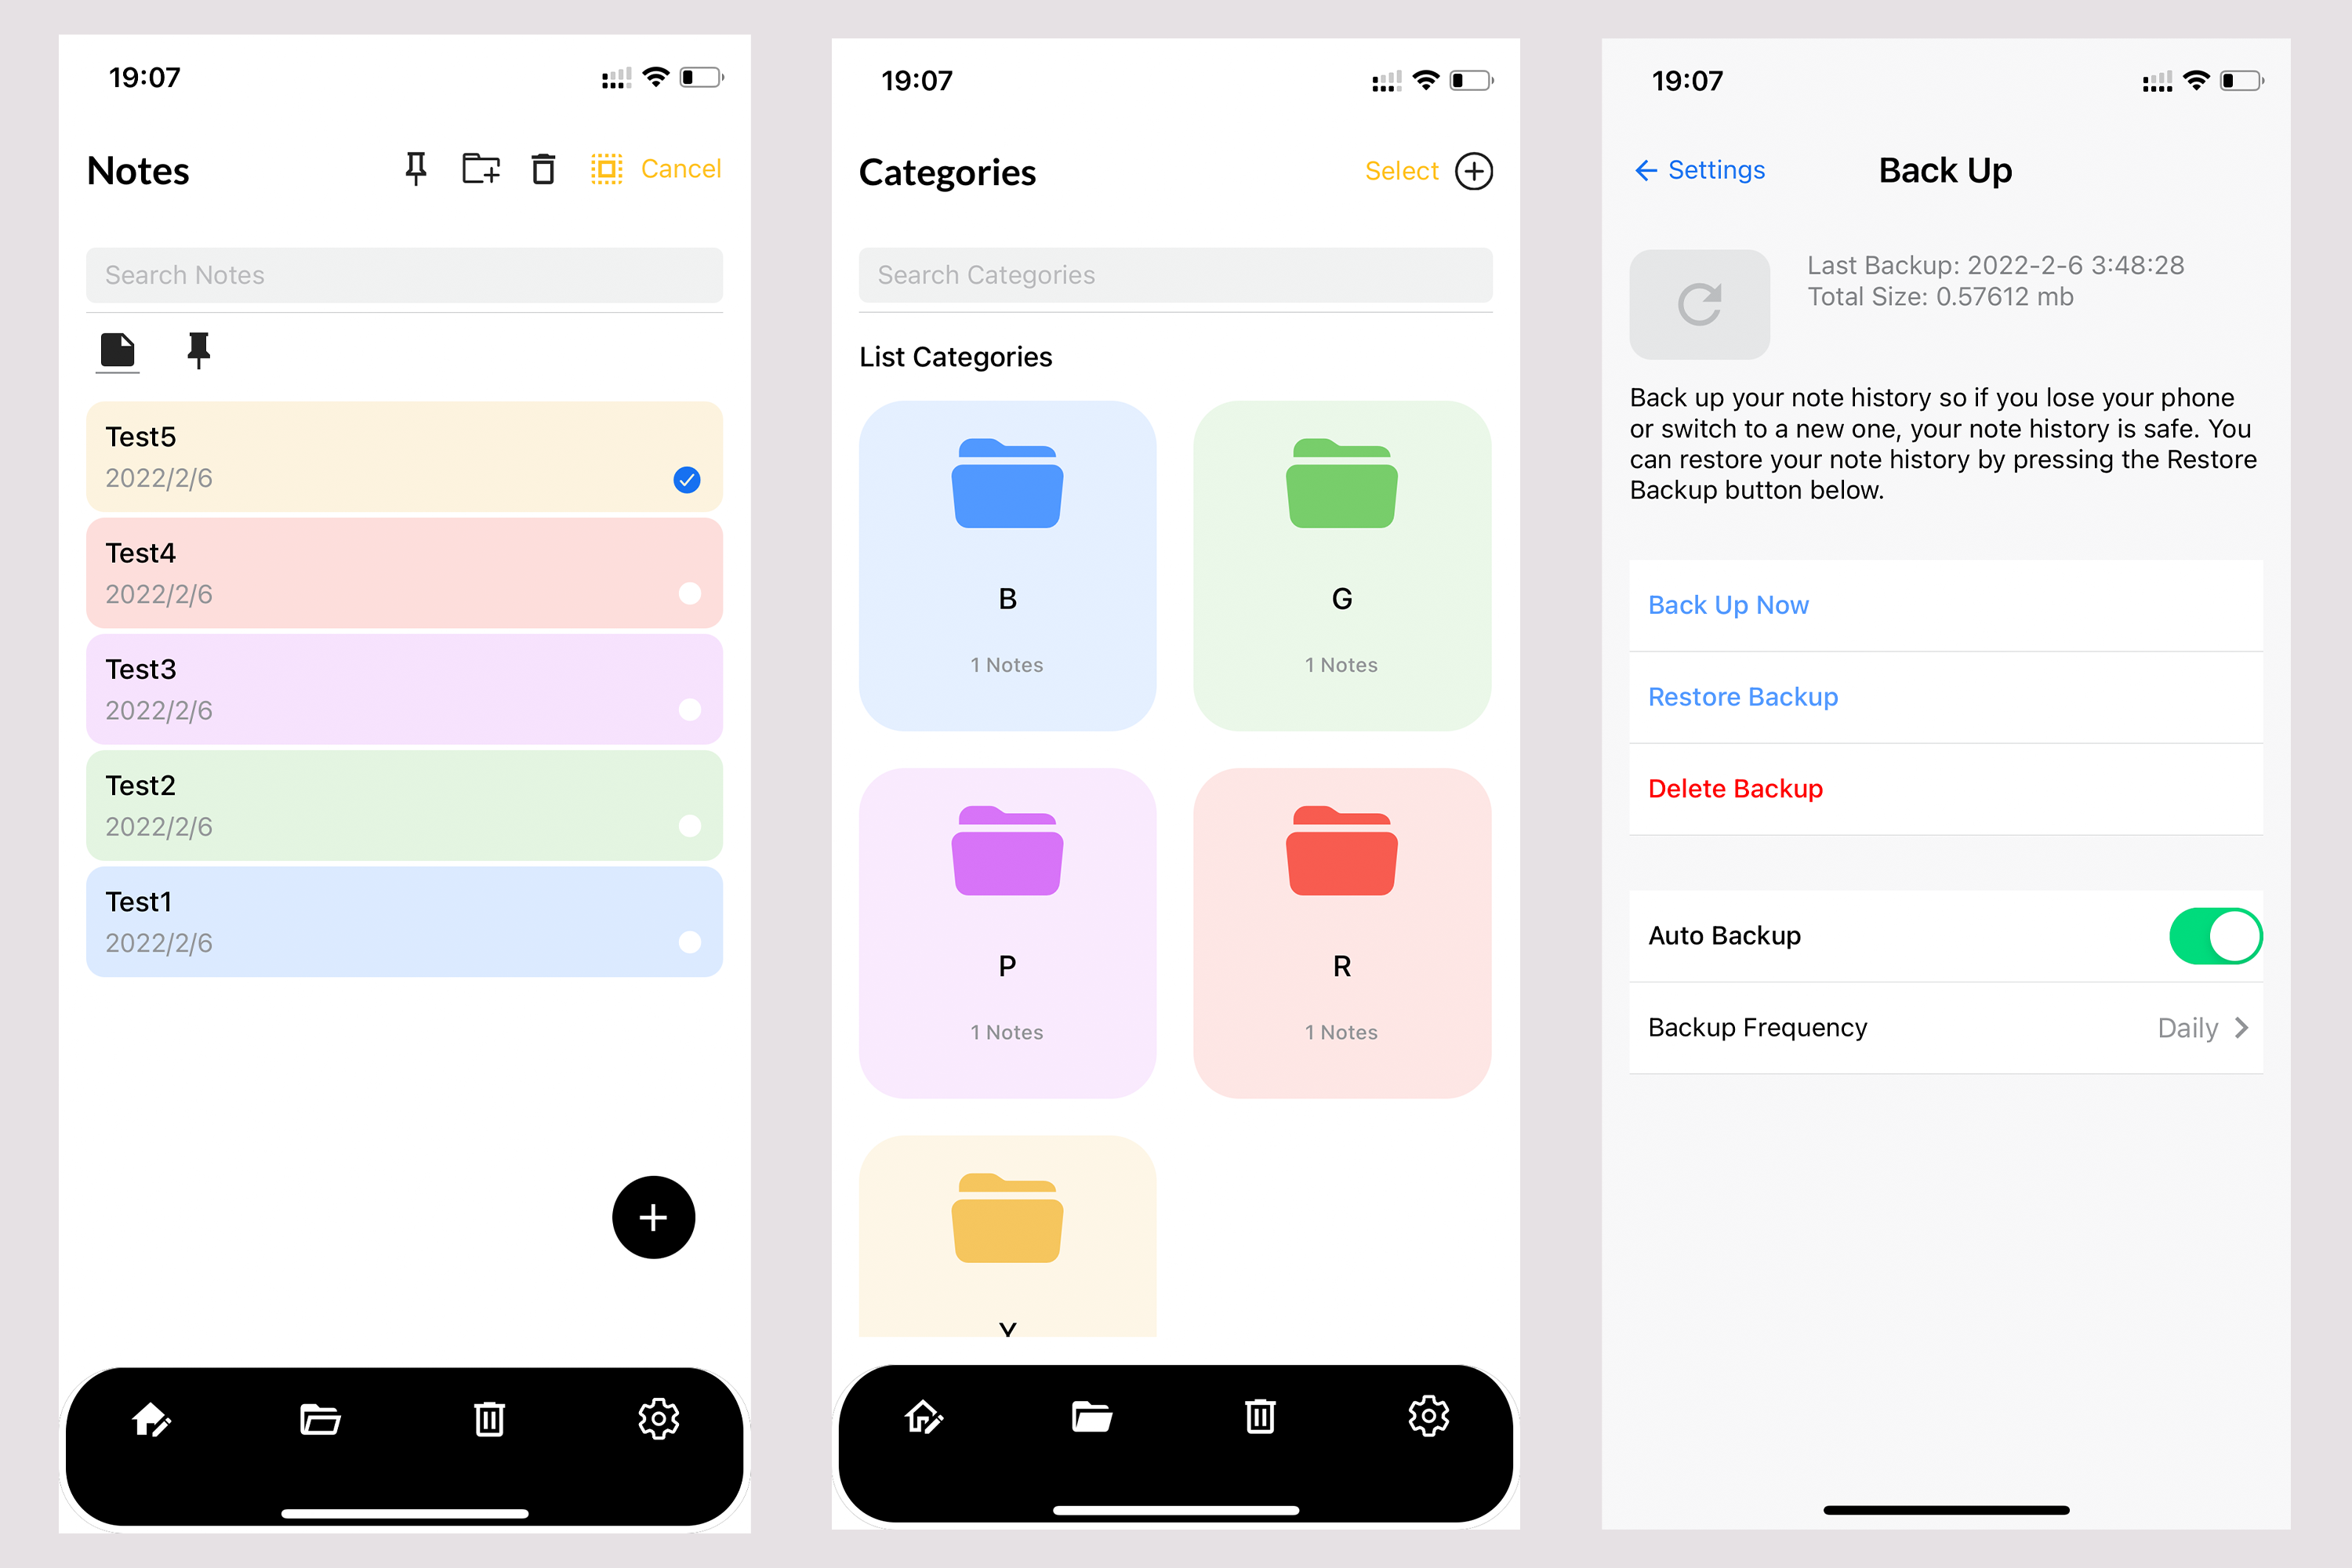 19:07
Notes
Cancel
Search Notes
Test5
2022/2/6
Test4
2022/2/6
Test3
2022/2/6
Test2
2022/2/6
Test1
2022/2/6
19:07
Categories
Select
Search Categories
List Categories
B
1 Notes
G
1 Notes
P
1 Notes
R
1 Notes
Y
19:07
Settings
Back Up
Last Backup: 2022-2-6 3:48:28
Total Size: 0.57612 mb
Back up your note history so if you lose your phone
or switch to a new one, your note history is safe. You
can restore your note history by pressing the Restore
Backup button below.
Back Up Now
Restore Backup
Delete Backup
Auto Backup
Backup Frequency
Daily